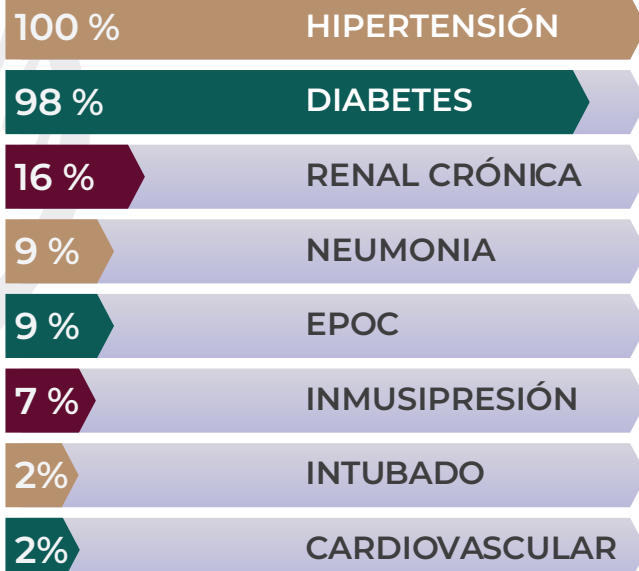 100 % HIPERTENSIÓN
98 % DIABETES
16 % RENAL CRÓNICA
9 % NEUMONIA
9 % EPOC
7 % INMUSIPRESIÓN
2% INTUBADO
2% CARDIOVASCULAR